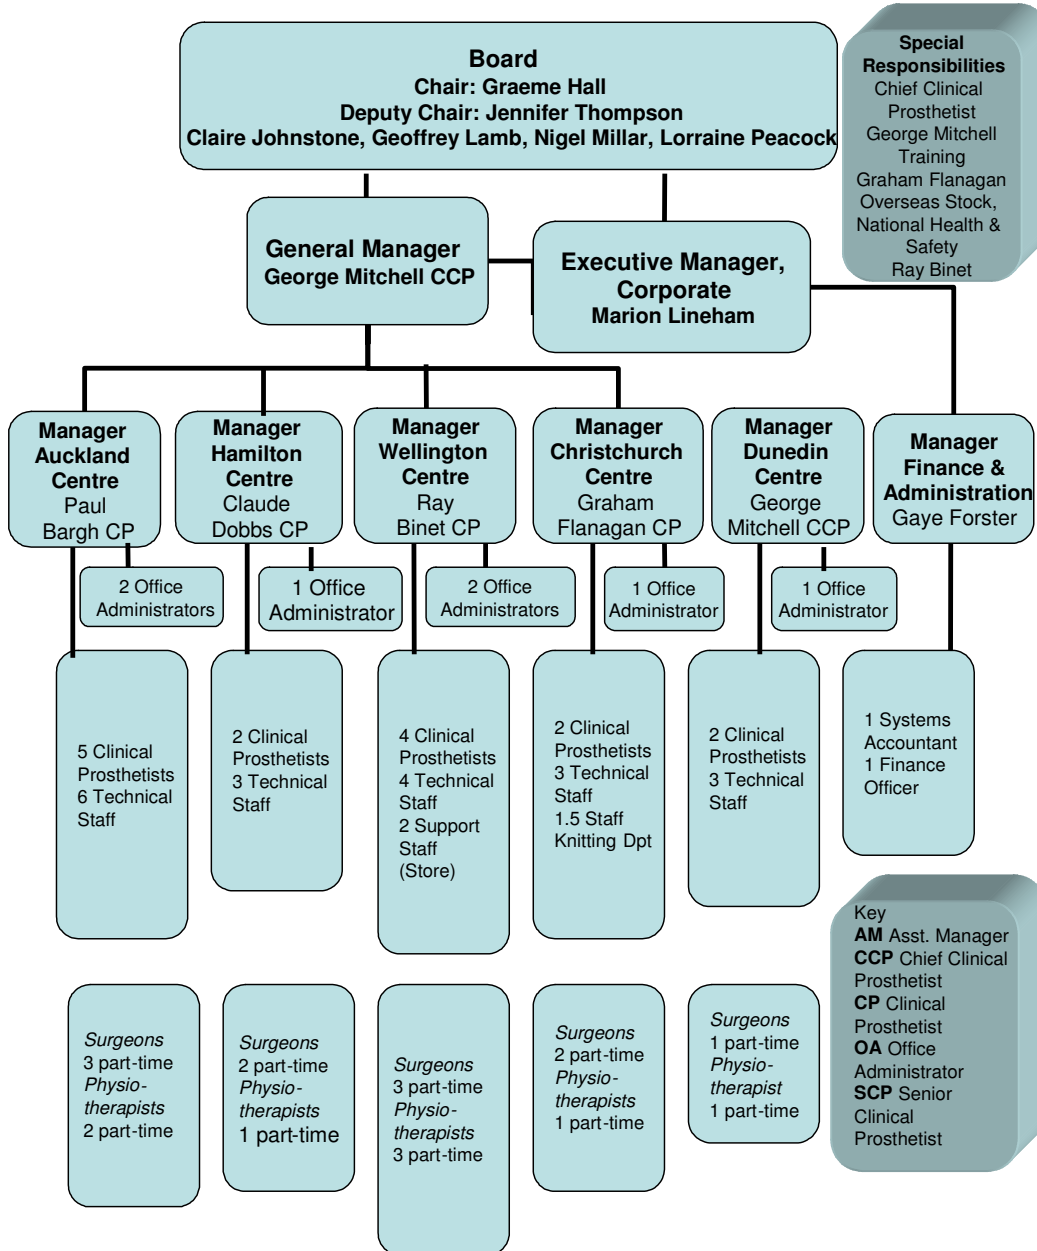 Board
Chair: Graeme Hall
Deputy Chair: Jennifer Thompson
Claire Johnstone, Geoffrey Lamb, Nigel Millar, Lorraine Peacock
Special
Responsibilities
Chief Clinical
Prosthetist
George Mitchell
Training
Graham Flanagan
Overseas Stock,
National Health &
Safety
Ray Binet
General Manager
George Mitchell CCP
Executive Manager,
Corporate
Marion Lineham
Manager
Auckland
Centre
Paul
Bargh CP
Manager
Hamilton
Centre
Claude
Dobbs CP
Manager
Wellington
Centre
Ray
Binet CP
Manager
Christchurch
Centre
Graham
Flanagan CP
Manager
Dunedin
Centre
George
Mitchell CCP
Manager
Finance &
Administration
Gaye Forster
2 Office
Administrators
1 Office
Administrator
2 Office
Administrators
1 Office
Administrator
1 Office
Administrator
5 Clinical
Prosthetists
6 Technical
Staff
2 Clinical
Prosthetists
3 Technical
Staff
4 Clinical
Prosthetists
4 Technical
Staff
2 Support
Staff
(Store)
2 Clinical
Prosthetists
3 Technical
Staff
1.5 Staff
Knitting Dpt
2 Clinical
Prosthetists
3 Technical
Staff
1 Systems
Accountant
1 Finance
Officer
Surgeons
3 part-time
Physio-
therapists
2 part-time
Surgeons
2 part-time
Physio-
therapists
1 part-time
Surgeons
3 part-time
Physio-
therapists
3 part-time
Surgeons
2 part-time
Physio-
therapists
1 part-time
Surgeons
1 part-time
Physio-
therapist
1 part-time
Key
AM Asst. Manager
CCP Chief Clinical
Prosthetist
CP Clinical
Prosthetist
OA Office
Administrator
SCP Senior
Clinical
Prosthetist